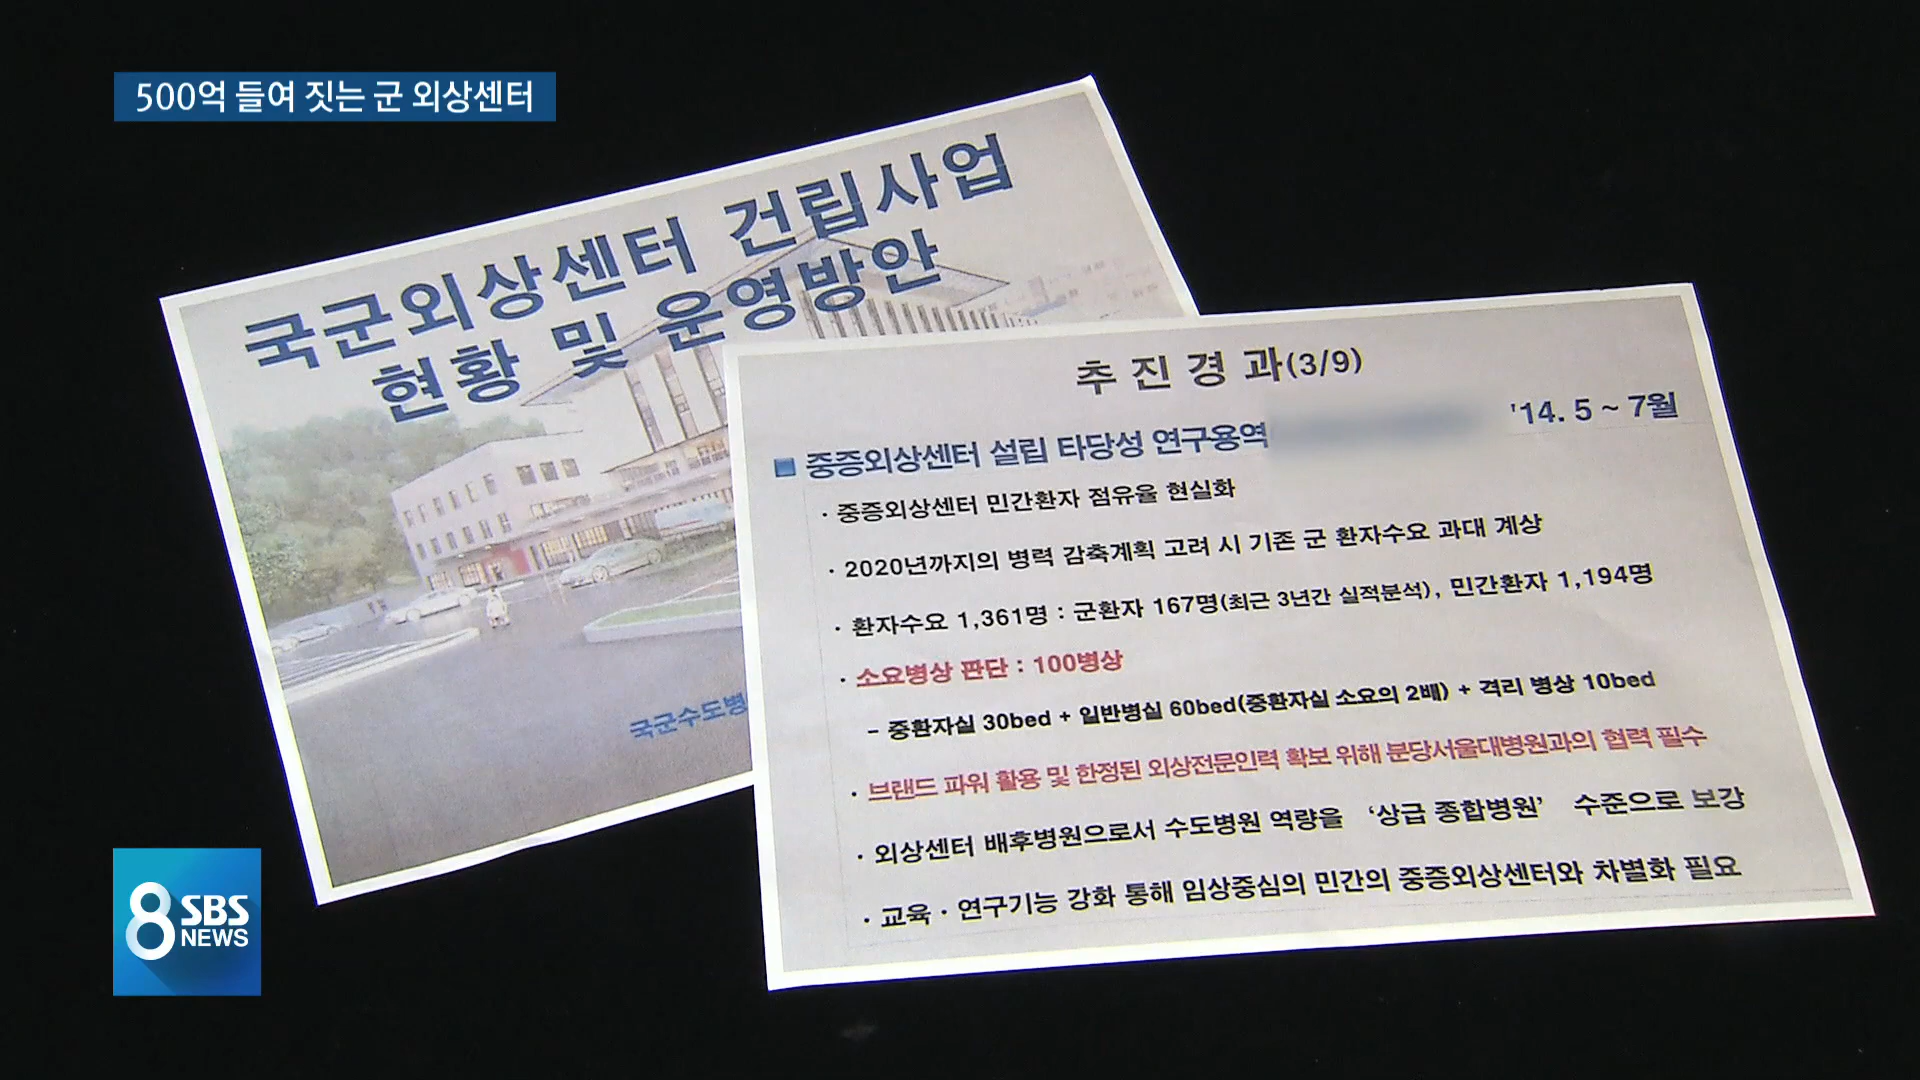 500억 들여 짓는 군 외상센터
국군외상센터 건립사업
현황 및 운영방안
국군수도병
추 진 경 과(3/9)
중증외상센터 설립 타당성 연구용역 '14. 5 ~ 7월
· 중증외상센터 민간환자 점유율 현실화
· 2020년까지의 병력 감축계획 고려 시 기존 군 환자수요 과대 계상
· 환자수요 1,361명 : 군환자 167명(최근 3년간 실적분석), 민간환자 1,194명
· 소요병상 판단 : 100병상
- 중환자실 30bed + 일반병실 60bed(중환자실 소요의 2배) + 격리 병상 10bed
· 브랜드 파워 활용 및 한정된 외상전문인력 확보 위해 분당서울대병원과의 협력 필수
· 외상센터 배후병원으로서 수도병원 역량을 ‘상급 종합병원’ 수준으로 보강
· 교육 · 연구기능 강화 통해 임상중심의 민간의 중증외상센터와 차별화 필요
8 SBS NEWS